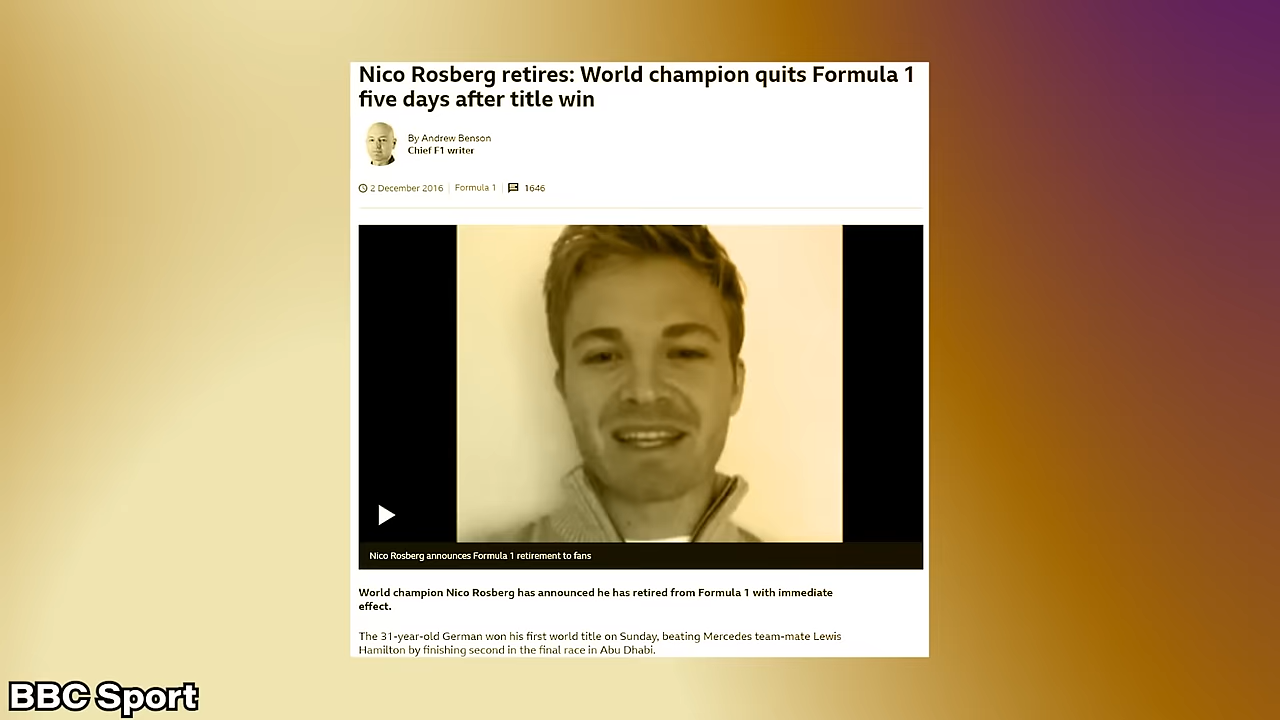 Nico Rosberg retires: World champion quits Formula 1
five days after title win
By Andrew Benson
Chief F1 writer
2 December 2016 Formula 1 1646
Nico Rosberg announces Formula 1 retirement to fans
World champion Nico Rosberg has announced he has retired from Formula 1 with immediate
effect.
The 31-year-old German won his first world title on Sunday, beating Mercedes team-mate Lewis
Hamilton by finishing second in the final race in Abu Dhabi.
BBC Sport